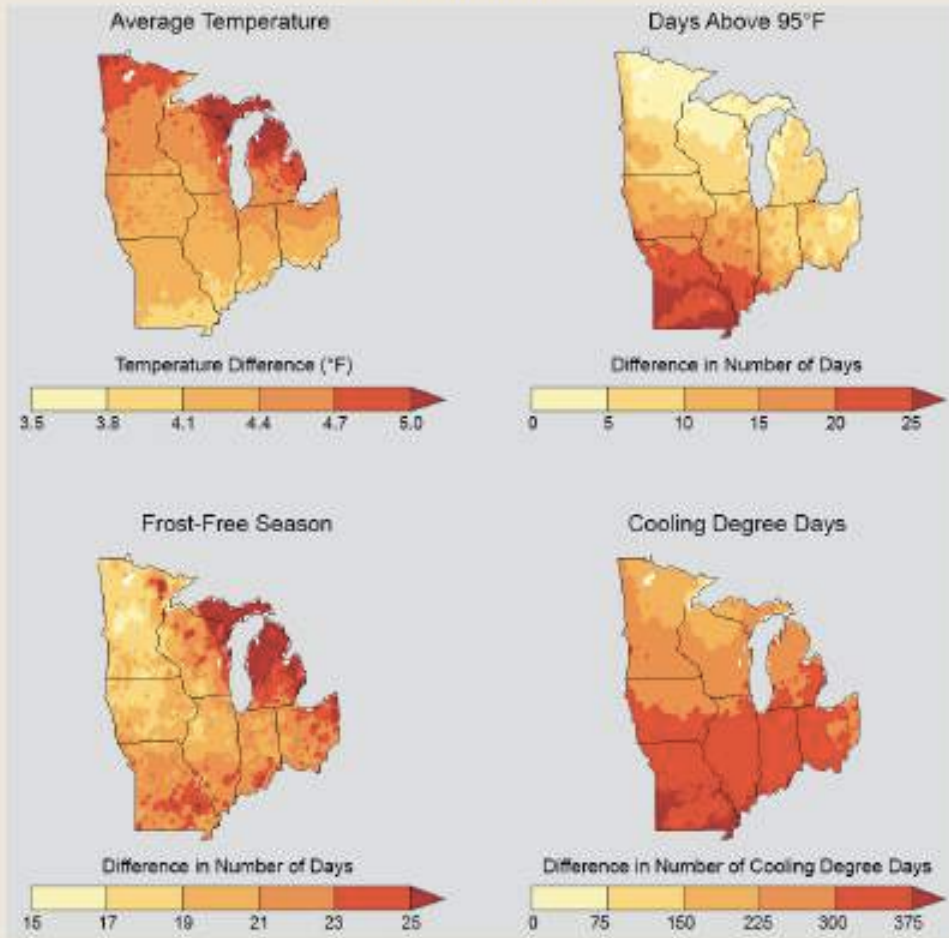 Average Temperature
Days Above 95°F
Temperature Difference (°F)
3.5 3.8 4.1 4.4 4.7 5.0
Difference in Number of Days
0 5 10 15 20 25
Frost-Free Season
Cooling Degree Days
Difference in Number of Days
15 17 19 21 23 25
Difference in Number of Cooling Degree Days
0 75 150 225 300 375